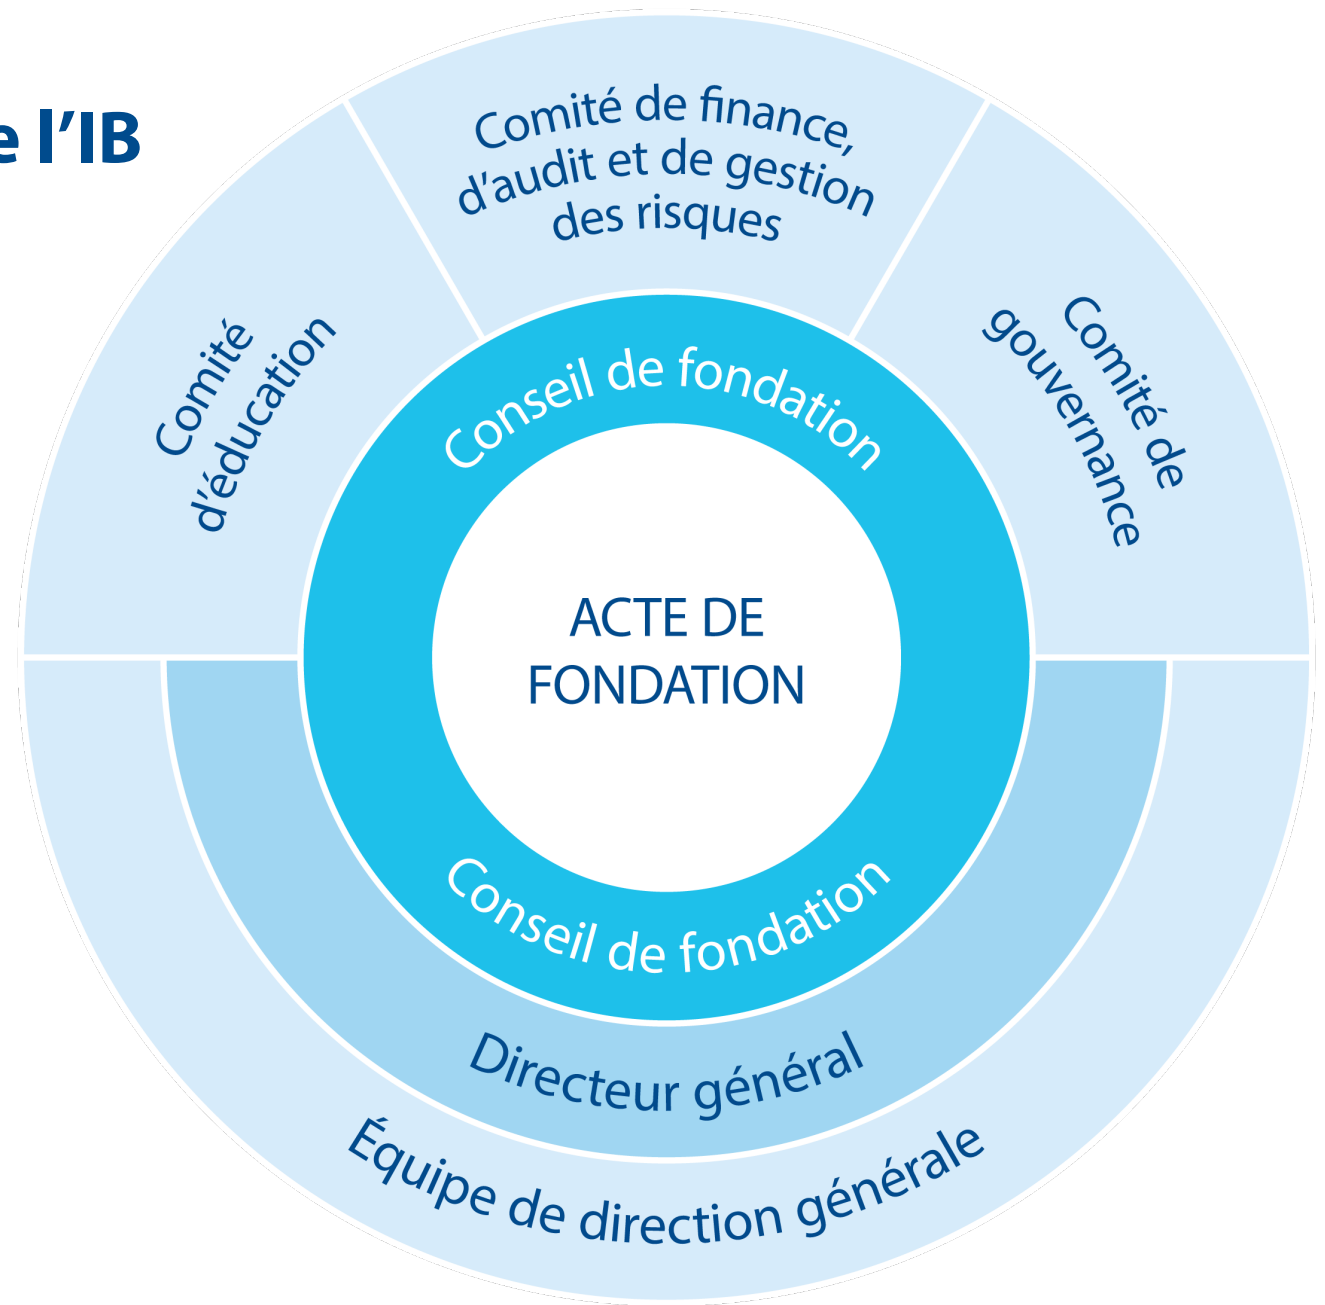 e l’IB
Comité de finance,
d’audit et de gestion
des risques
Comité
d’éducation
Comité de
gouvernance
Conseil de fondation
ACTE DE
FONDATION
Conseil de fondation
Directeur général
Équipe de direction générale